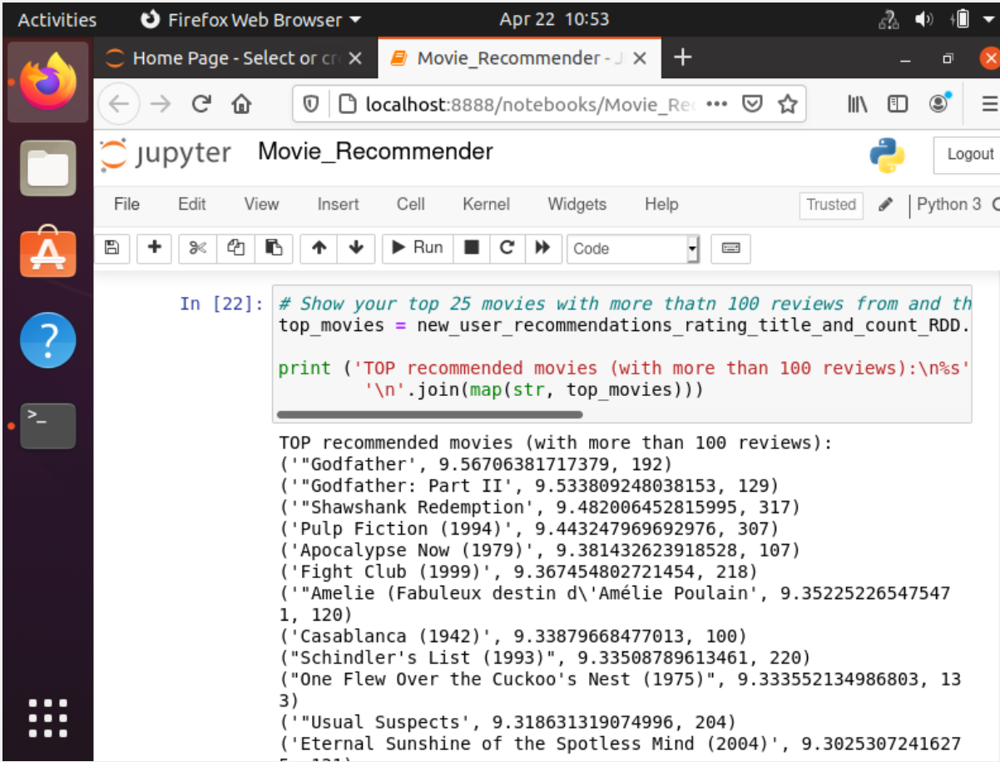 Activities Firefox Web Browser Apr 22 10:53
Home Page - Select or cr Movie_Recommender - J
localhost:8888/notebooks/Movie_Rec
jupyter Movie_Recommender Logout
File Edit View Insert Cell Kernel Widgets Help Trusted Python 3
Run Code
In [22]: # Show your top 25 movies with more thatn 100 reviews from and th
top_movies = new_user_recommendations_rating_title_and_count_RDD.
print ('TOP recommended movies (with more than 100 reviews):\n%s'
'\n'.join(map(str, top_movies)))
TOP recommended movies (with more than 100 reviews):
('"Godfather', 9.56706381717379, 192)
('"Godfather: Part II', 9.533809248038153, 129)
('"Shawshank Redemption', 9.482006452815995, 317)
('Pulp Fiction (1994)', 9.443247969692976, 307)
('Apocalypse Now (1979)', 9.381432623918528, 107)
('Fight Club (1999)', 9.367454802721454, 218)
('"Amelie (Fabuleux destin d\'Amélie Poulain', 9.35225226547547
1, 120)
('Casablanca (1942)', 9.33879668477013, 100)
("Schindler's List (1993)", 9.33508789613461, 220)
("One Flew Over the Cuckoo's Nest (1975)", 9.333552134986803, 13
3)
('"Usual Suspects', 9.318631319074996, 204)
('Eternal Sunshine of the Spotless Mind (2004)', 9.3025307241627